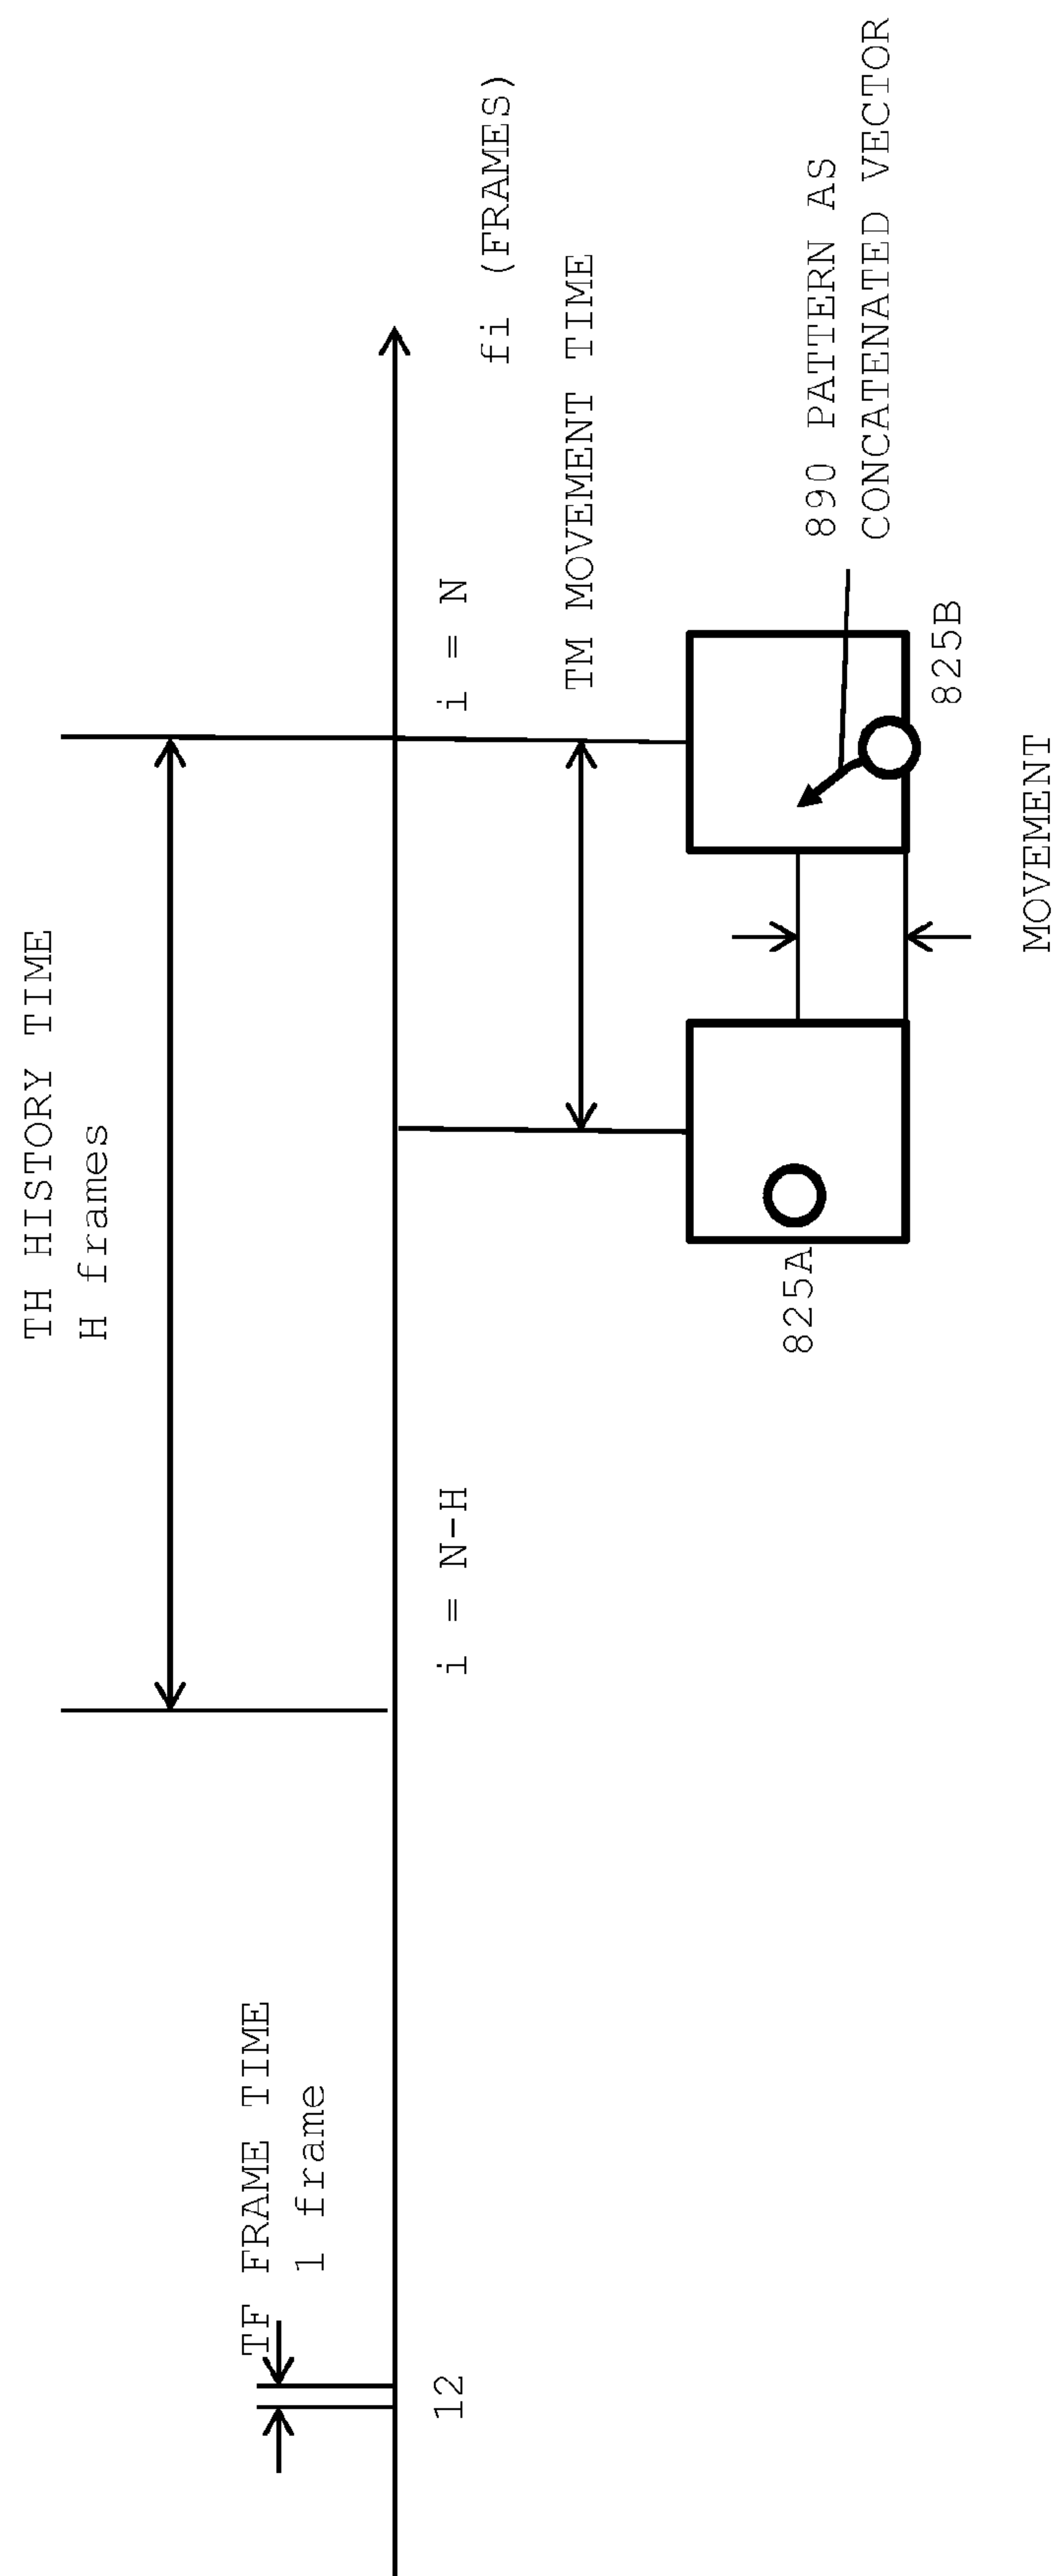 TH HISTORY TIME
H frames
TF FRAME TIME
1 frame
12
i = N-H
i = N
fi (FRAMES)
TM MOVEMENT TIME
825A
890 PATTERN AS
CONCATENATED VECTOR
825B
MOVEMENT